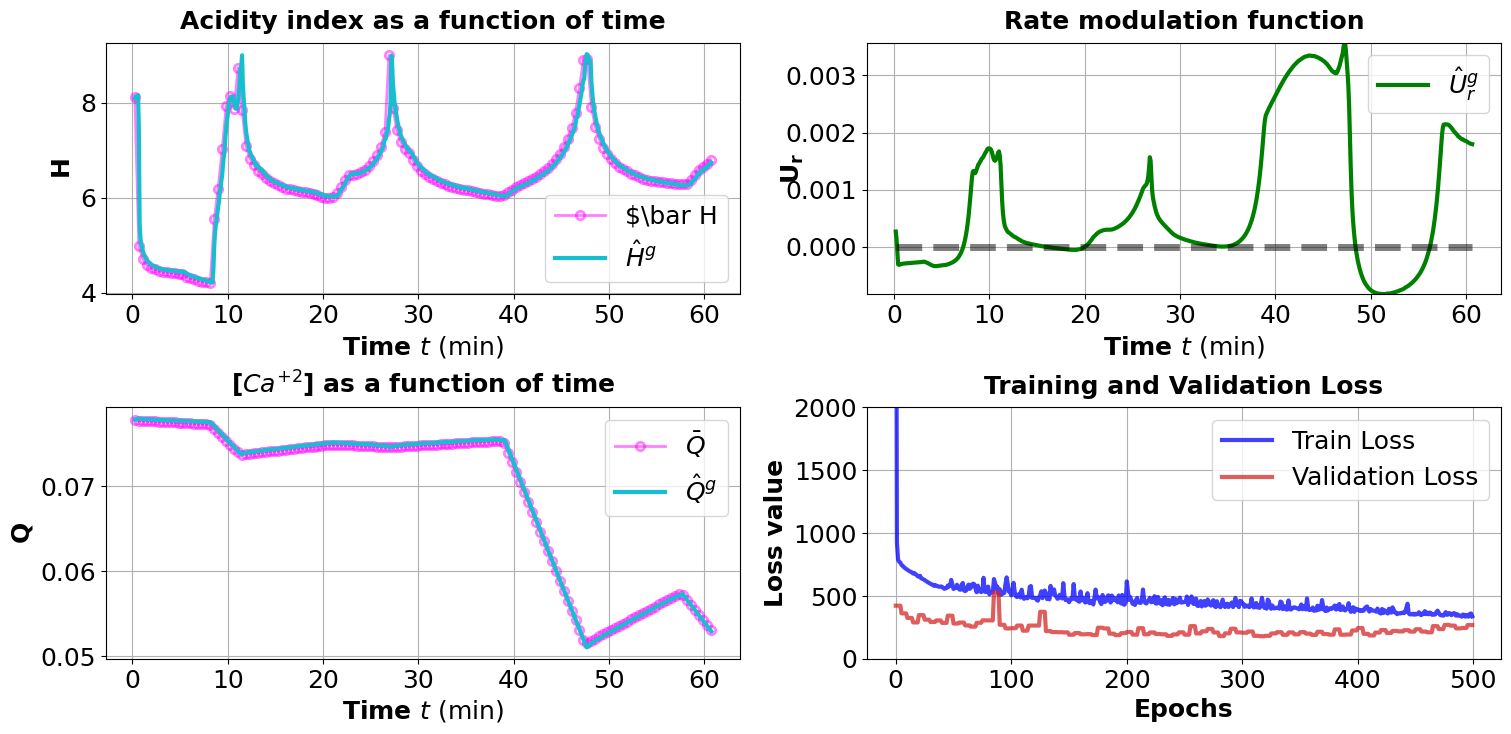 Acidity index as a function of time
H
8
6
4
$\bar H
Ĥ^g
0 10 20 30 40 50 60
Time t (min)
Rate modulation function
U_r
0.003
0.002
0.001
0.000
Û_r^g
0 10 20 30 40 50 60
Time t (min)
[Ca^{+2}] as a function of time
Q
0.07
0.06
0.05
Q̄
Q̂^g
0 10 20 30 40 50 60
Time t (min)
Training and Validation Loss
Loss value
2000
1500
1000
500
0
Train Loss
Validation Loss
0 100 200 300 400 500
Epochs